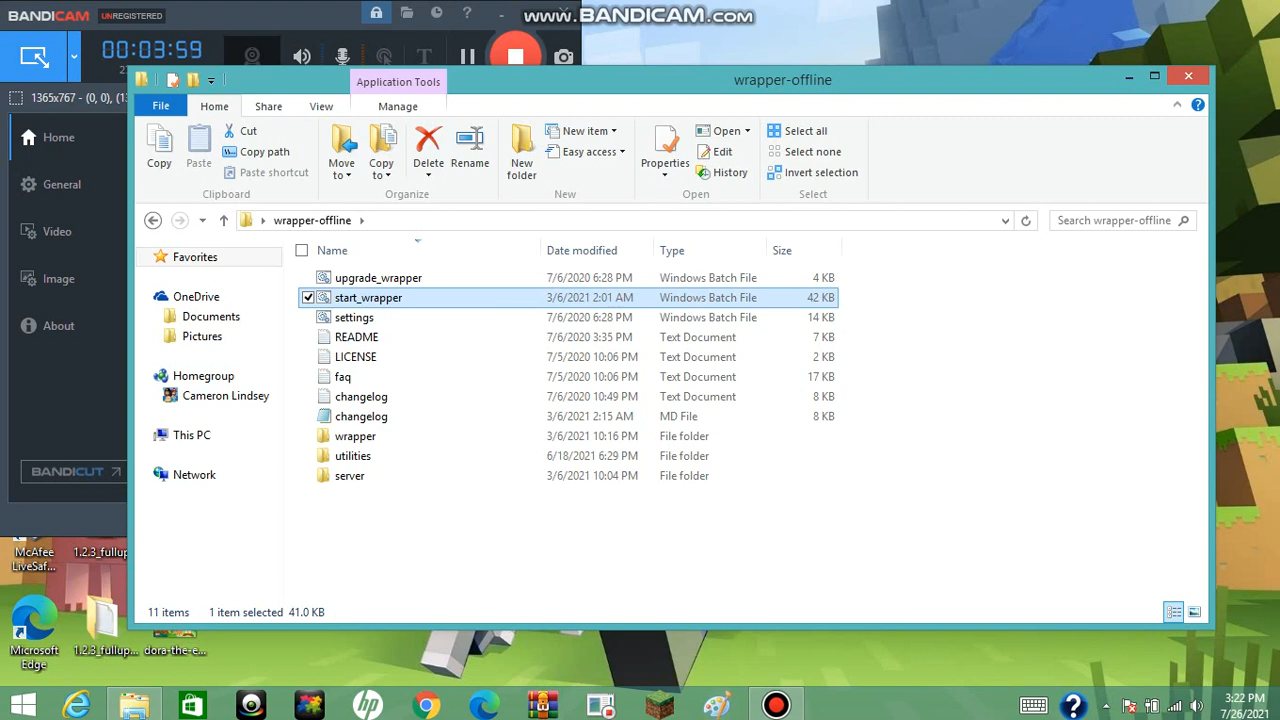 BANDICAM UNREGISTERED
www.BANDICAM.com
00:03:59
1365x767 - (0, 0), (1
Home
General
Video
Image
About
BANDICUT
Application Tools
wrapper-offline
File Home Share View Manage
Copy
Paste
Cut
Copy path
Paste shortcut
Clipboard
Move to
Copy to
Delete
Rename
Organize
New folder
New item
Easy access
New
Properties
Open
Edit
History
Open
Select all
Select none
Invert selection
Select
wrapper-offline
Search wrapper-offline
Name Date modified Type Size
upgrade_wrapper 7/6/2020 6:28 PM Windows Batch File 4 KB
start_wrapper 3/6/2021 2:01 AM Windows Batch File 42 KB
settings 7/6/2020 6:28 PM Windows Batch File 14 KB
README 7/6/2020 3:35 PM Text Document 7 KB
LICENSE 7/5/2020 10:06 PM Text Document 2 KB
faq 7/5/2020 10:06 PM Text Document 17 KB
changelog 7/6/2020 10:49 PM Text Document 8 KB
changelog 3/6/2021 2:15 AM MD File 8 KB
wrapper 3/6/2021 10:16 PM File folder
utilities 6/18/2021 6:29 PM File folder
server 3/6/2021 10:04 PM File folder
Favorites
OneDrive
Documents
Pictures
Homegroup
Cameron Lindsey
This PC
Network
11 items 1 item selected 41.0 KB
McAfee LiveSaf...
1.2.3_fullup
Microsoft Edge
1.2.3_fullup...
dora-the-e...
3:22 PM
7/26/2021